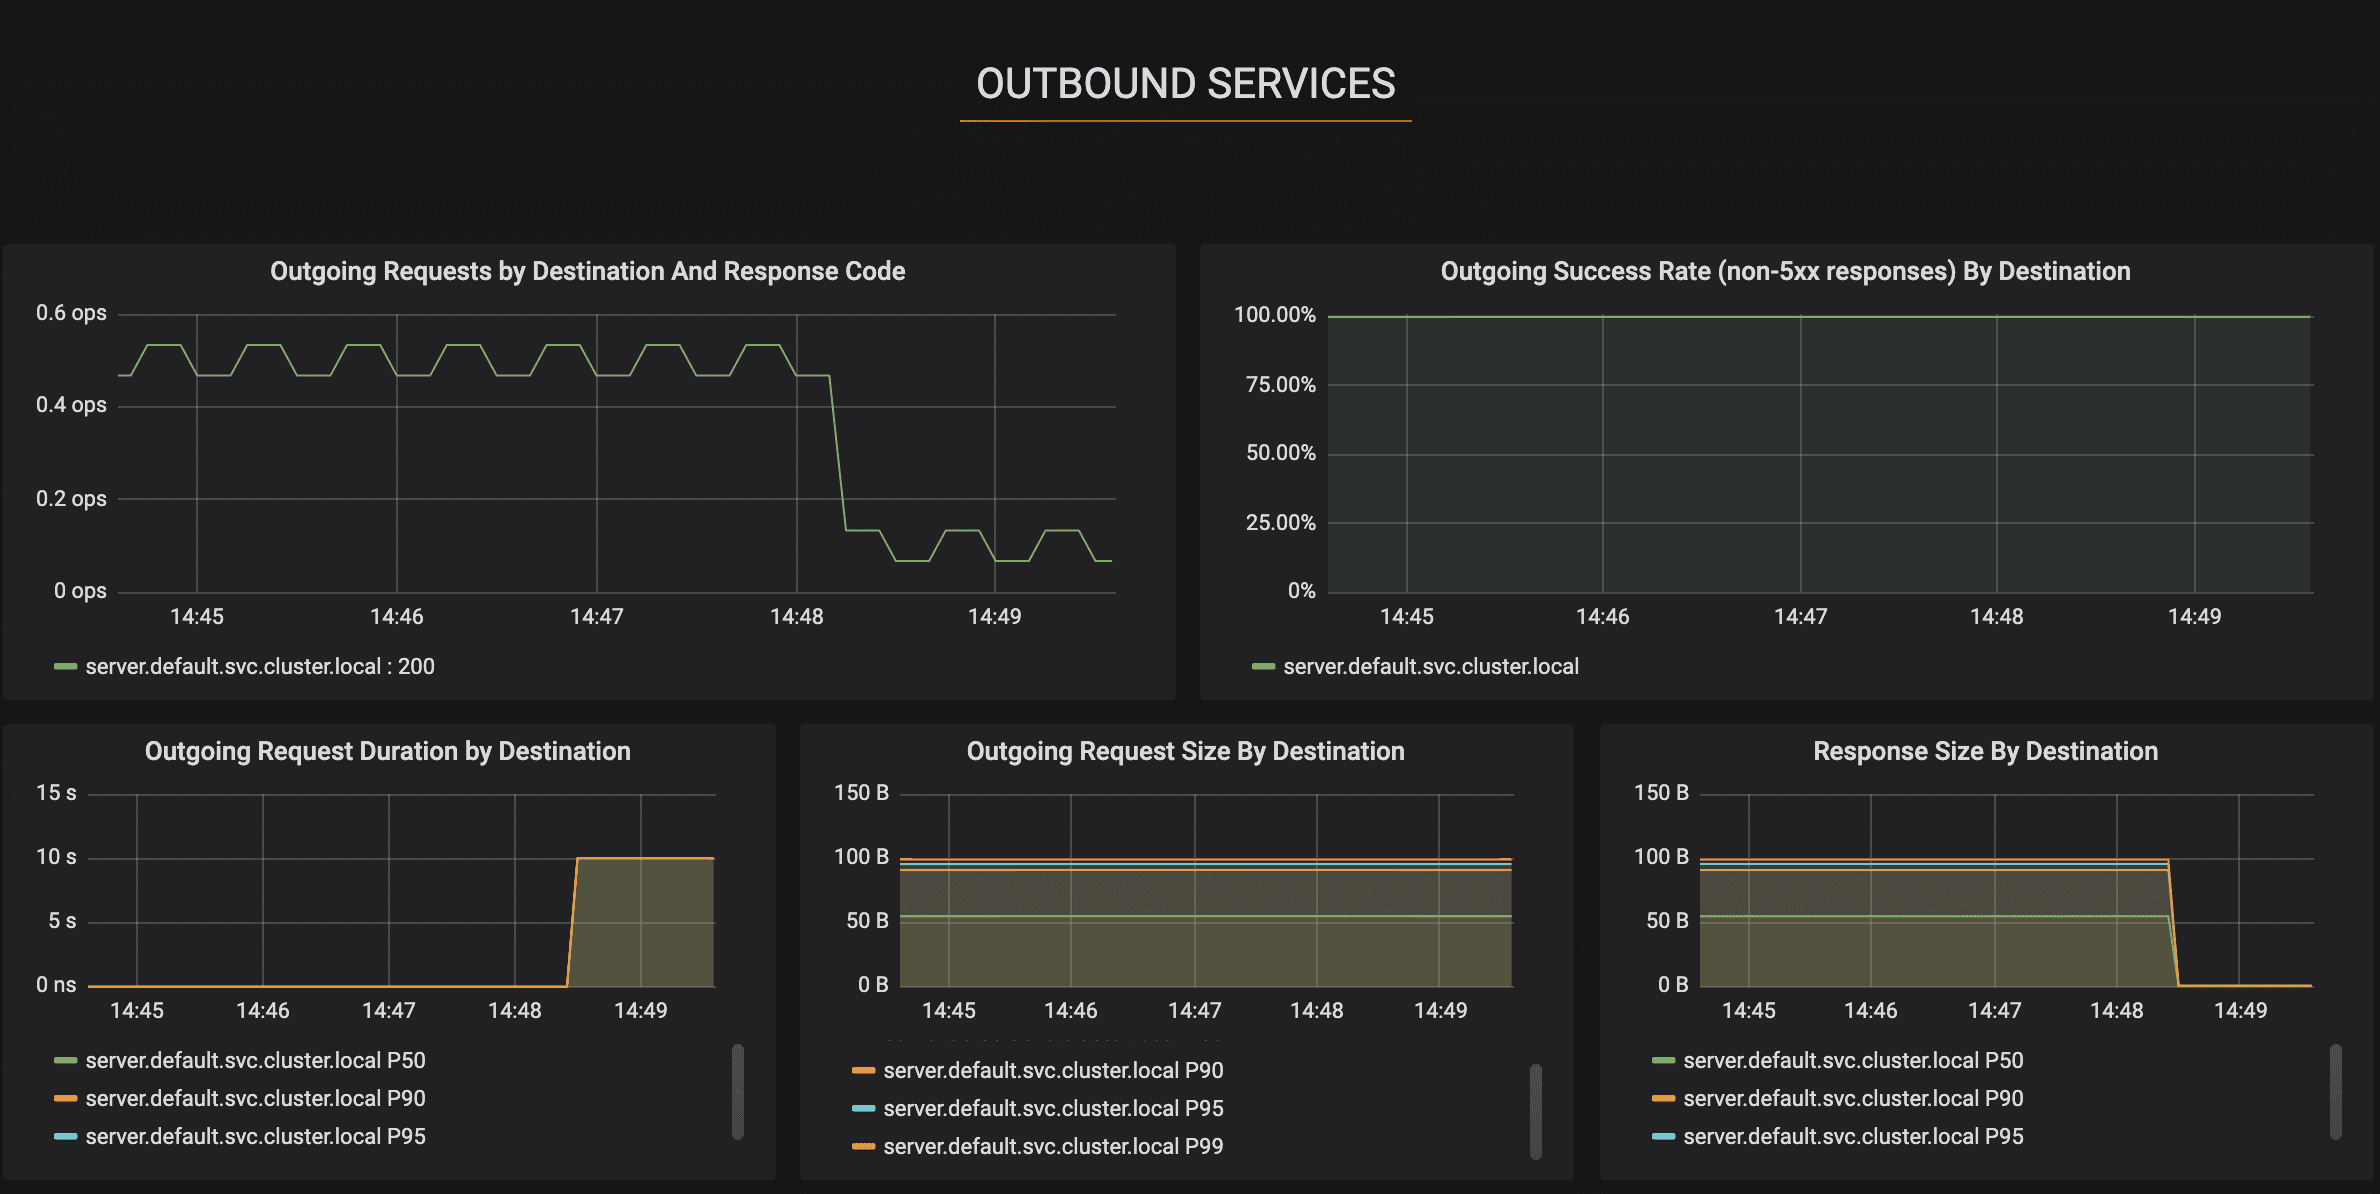 OUTBOUND SERVICES
Outgoing Requests by Destination And Response Code
0.6 ops
0.4 ops
0.2 ops
0 ops
14:45 14:46 14:47 14:48 14:49
server.default.svc.cluster.local : 200
Outgoing Success Rate (non-5xx responses) By Destination
100.00%
75.00%
50.00%
25.00%
0%
14:45 14:46 14:47 14:48 14:49
server.default.svc.cluster.local
Outgoing Request Duration by Destination
15 s
10 s
5 s
0 ns
14:45 14:46 14:47 14:48 14:49
server.default.svc.cluster.local P50
server.default.svc.cluster.local P90
server.default.svc.cluster.local P95
Outgoing Request Size By Destination
150 B
100 B
50 B
0 B
14:45 14:46 14:47 14:48 14:49
server.default.svc.cluster.local P90
server.default.svc.cluster.local P95
server.default.svc.cluster.local P99
Response Size By Destination
150 B
100 B
50 B
0 B
14:45 14:46 14:47 14:48 14:49
server.default.svc.cluster.local P50
server.default.svc.cluster.local P90
server.default.svc.cluster.local P95